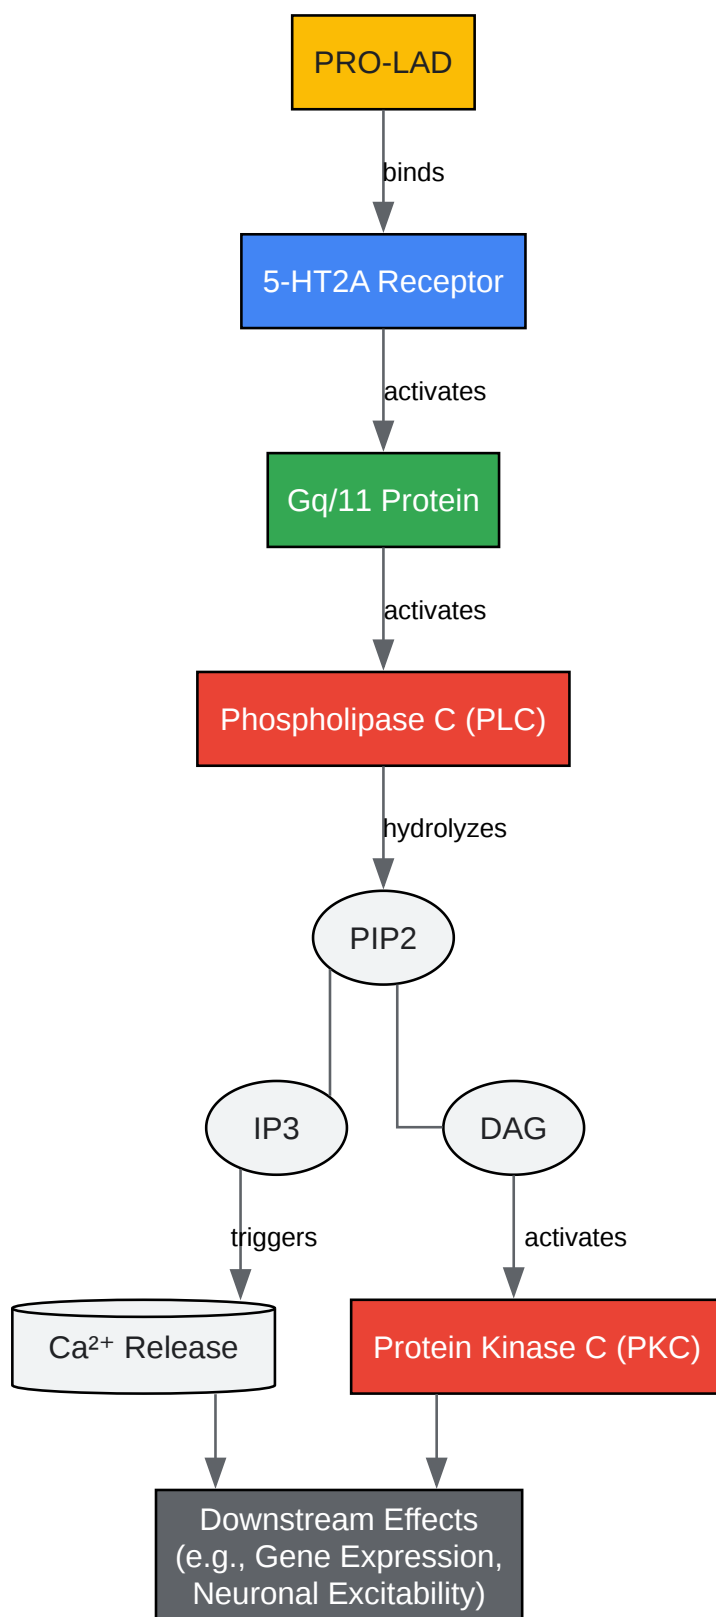 PRO-LAD
binds
5-HT2A Receptor
activates
Gq/11 Protein
activates
Phospholipase C (PLC)
hydrolyzes
PIP2
IP3
DAG
triggers
activates
Ca²⁺ Release
Protein Kinase C (PKC)
Downstream Effects
(e.g., Gene Expression,
Neuronal Excitability)